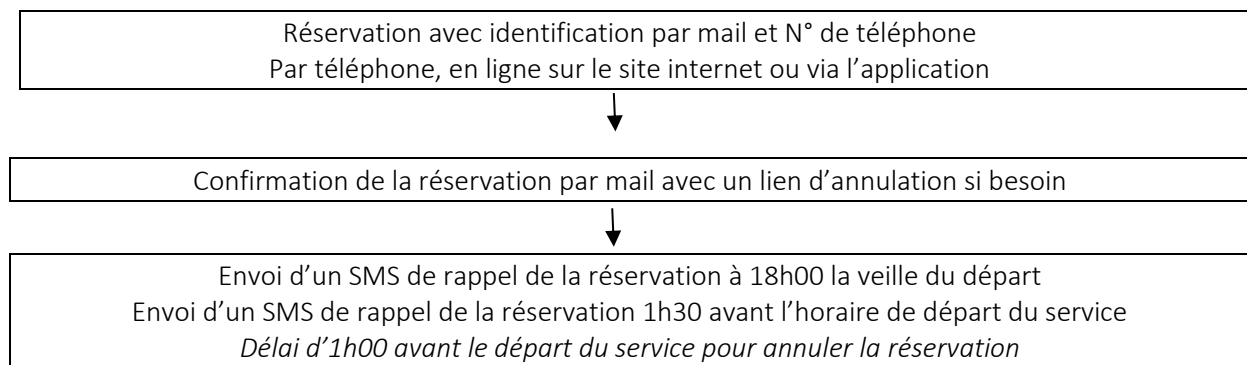 Réservation avec identification par mail et N° de téléphone
Par téléphone, en ligne sur le site internet ou via l’application
Confirmation de la réservation par mail avec un lien d’annulation si besoin
Envoi d’un SMS de rappel de la réservation à 18h00 la veille du départ
Envoi d’un SMS de rappel de la réservation 1h30 avant l’horaire de départ du service
Délai d’1h00 avant le départ du service pour annuler la réservation